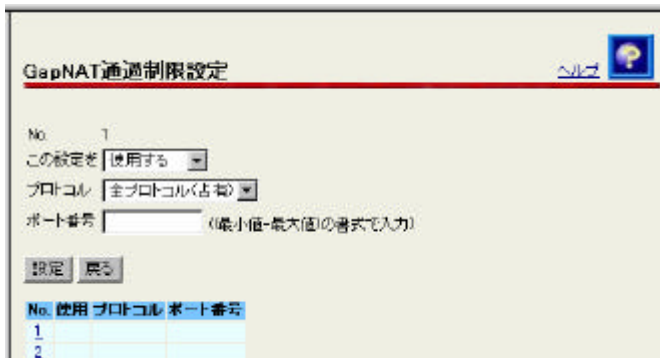 GapNAT通過制限設定
ヘルプ
No. 1
この設定を 使用する
プロトコル 全プロトコル(占有)
ポート番号 (（最小値-最大値）の書式で入力)
設定 戻る
No. 使用 プロトコル ポート番号
1
2